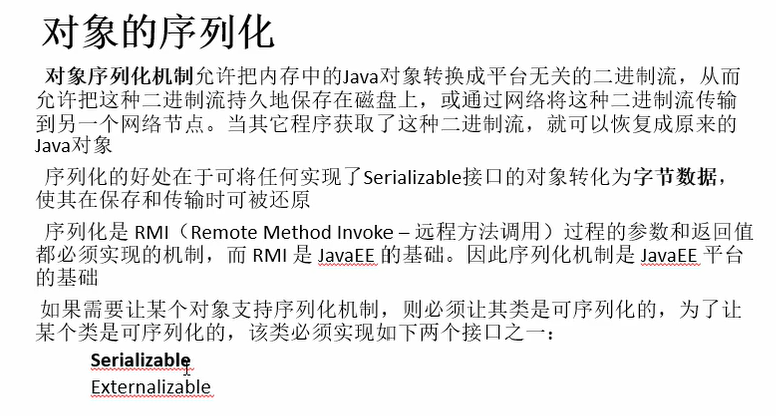 对象的序列化
对象序列化机制允许把内存中的Java对象转换成平台无关的二进制流，从而
允许把这种二进制流持久地保存在磁盘上，或通过网络将这种二进制流传输
到另一个网络节点。当其它程序获取了这种二进制流，就可以恢复成原来的
Java对象
序列化的好处在于可将任何实现了Serializable接口的对象转化为字节数据，
使其在保存和传输时可被还原
序列化是 RMI（Remote Method Invoke – 远程方法调用）过程的参数和返回值
都必须实现的机制，而 RMI 是 JavaEE 的基础。因此序列化机制是 JavaEE 平台
的基础
如果需要让某个对象支持序列化机制，则必须让其类是可序列化的，为了让
某个类是可序列化的，该类必须实现如下两个接口之一：
Serializable
Externalizable